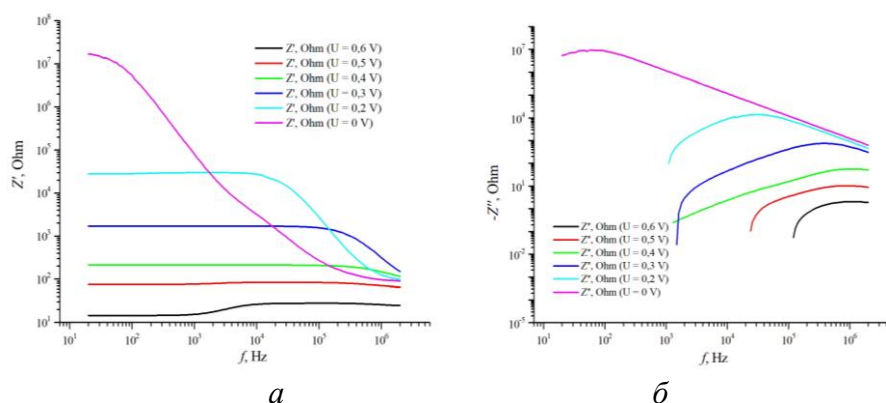 10⁸
10⁷
10⁶
10⁵
10⁴
10³
10²
10¹
Z', Ohm
Z', Ohm (U = 0,6 V)
Z', Ohm (U = 0,5 V)
Z', Ohm (U = 0,4 V)
Z', Ohm (U = 0,3 V)
Z', Ohm (U = 0,2 V)
Z', Ohm (U = 0 V)
10¹ 10² 10³ 10⁴ 10⁵ 10⁶
f, Hz
а
10⁷
10⁴
10¹
10⁻²
10⁻⁵
-Z'', Ohm
Z'', Ohm (U = 0,6 V)
Z'', Ohm (U = 0,5 V)
Z'', Ohm (U = 0,4 V)
Z'', Ohm (U = 0,3 V)
Z'', Ohm (U = 0,2 V)
Z'', Ohm (U = 0 V)
10¹ 10² 10³ 10⁴ 10⁵ 10⁶
f, Hz
б